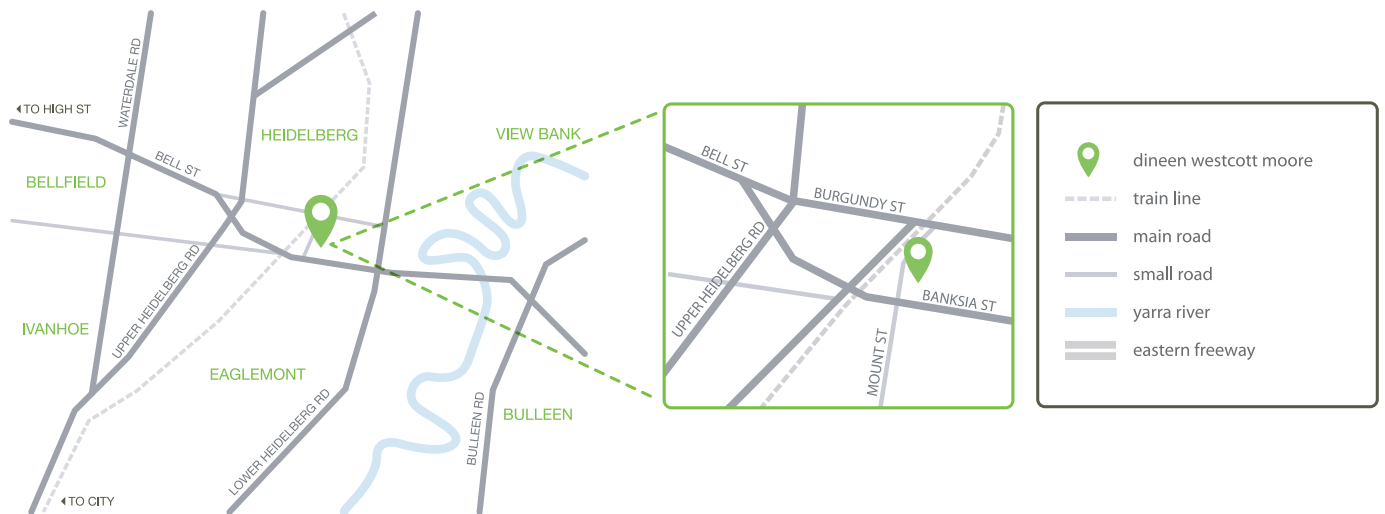 WATERDALE RD
TO HIGH ST
HEIDELBERG
VIEW BANK
BELL ST
BELLFIELD
UPPER HEIDELBERG RD
IVANHOE
EAGLEMONT
LOWER HEIDELBERG RD
BULLEEN RD
BULLEEN
TO CITY
BELL ST
BURGUNDY ST
UPPER HEIDELBERG RD
BANKSIA ST
MOUNT ST
dineen westcott moore
train line
main road
small road
yarra river
eastern freeway